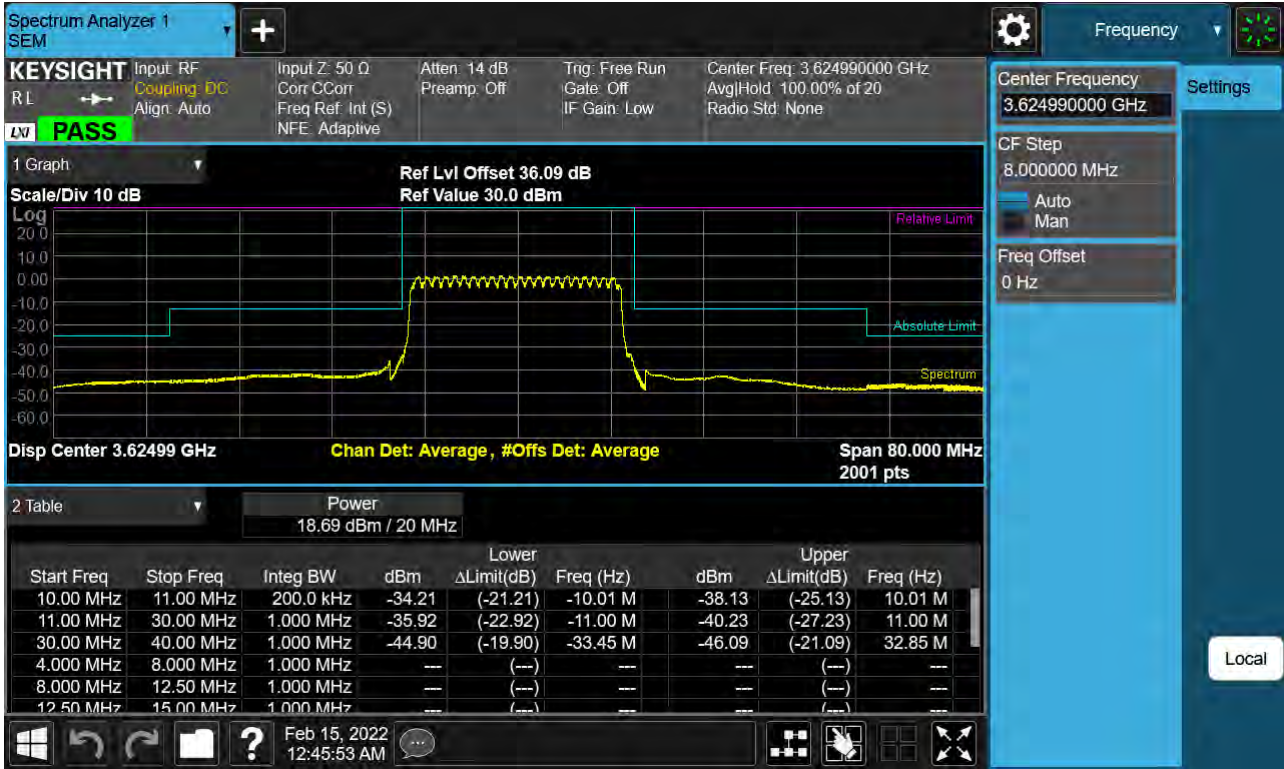 Spectrum Analyzer 1
SEM
Frequency
KEYSIGHT
R L
LXI
PASS
Input: RF
Coupling: DC
Align: Auto
Input Z: 50 Ω
Corr CCorr
Freq Ref: Int (S)
NFE: Adaptive
Atten: 14 dB
Preamp: Off
Trig: Free Run
Gate: Off
IF Gain: Low
Center Freq: 3.624990000 GHz
Avg|Hold: 100.00% of 20
Radio Std: None
1 Graph
Scale/Div 10 dB
Log
Ref Lvl Offset 36.09 dB
Ref Value 30.0 dBm
20.0
10.0
0.00
-10.0
-20.0
-30.0
-40.0
-50.0
-60.0
Relative Limit
Absolute Limit
Spectrum
Disp Center 3.62499 GHz
Chan Det: Average, #Offs Det: Average
Span 80.000 MHz
2001 pts
2 Table
Power
18.69 dBm / 20 MHz
Lower Upper
Start Freq Stop Freq Integ BW dBm ΔLimit(dB) Freq (Hz) dBm ΔLimit(dB) Freq (Hz)
10.00 MHz 11.00 MHz 200.0 kHz -34.21 (-21.21) -10.01 M -38.13 (-25.13) 10.01 M
11.00 MHz 30.00 MHz 1.000 MHz -35.92 (-22.92) -11.00 M -40.23 (-27.23) 11.00 M
30.00 MHz 40.00 MHz 1.000 MHz -44.90 (-19.90) -33.45 M -46.09 (-21.09) 32.85 M
4.000 MHz 8.000 MHz 1.000 MHz --- (---) --- --- (---) ---
8.000 MHz 12.50 MHz 1.000 MHz --- (---) --- --- (---) ---
12.50 MHz 15.00 MHz 1.000 MHz --- (---) --- --- (---) ---
Feb 15, 2022
12:45:53 AM
Center Frequency
3.624990000 GHz
CF Step
8.000000 MHz
Auto
Man
Freq Offset
0 Hz
Settings
Local